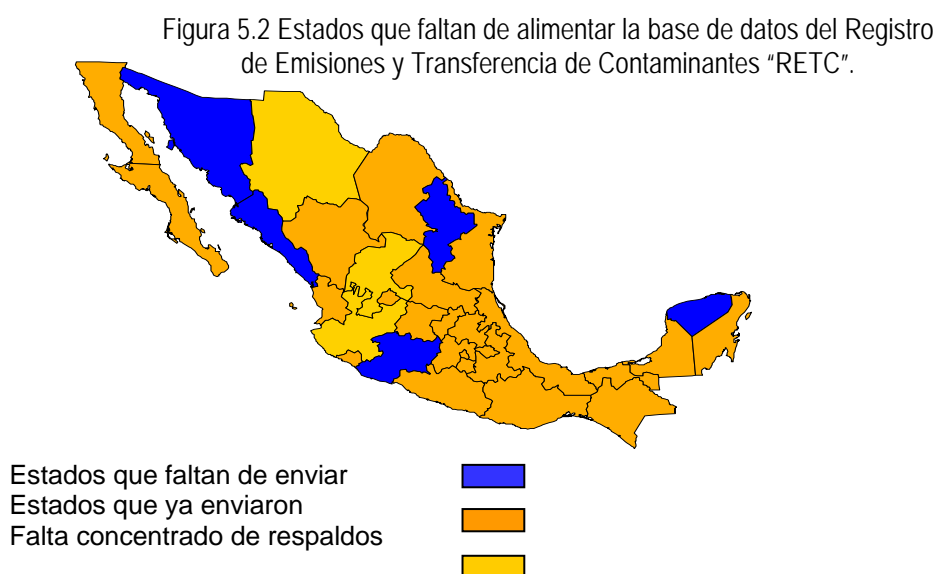 Figura 5.2 Estados que faltan de alimentar la base de datos del Registro
de Emisiones y Transferencia de Contaminantes “RETC”.
Estados que faltan de enviar
Estados que ya enviaron
Falta concentrado de respaldos